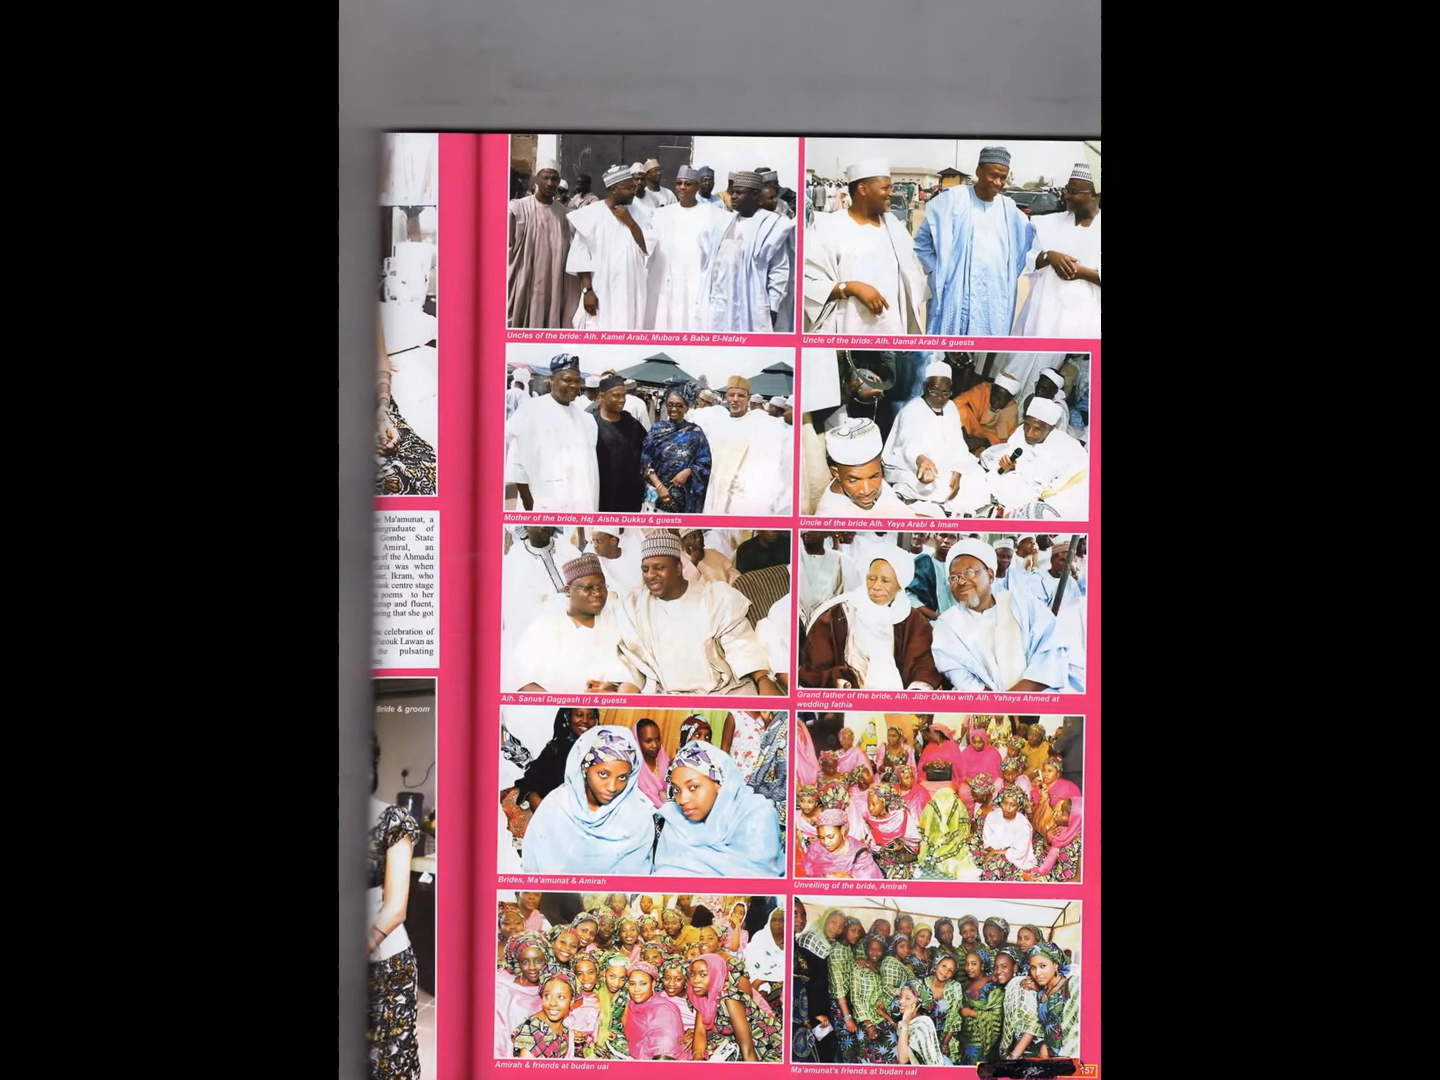 Ma'amunat, a
ergraduate of
Gombe State
Amiral, an
of the Ahmadu
was when
Ikram, who
centre stage
poems to her
and fluent,
that she got
celebration of
Farouk Lawan as
the pulsating
Bride & groom
Uncles of the bride: Alh. Kamel Arabi, Mubara & Baba El-Nafaty
Uncle of the bride: Alh. Uamal Arabi & guests
Mother of the bride, Haj. Aisha Dukku & guests
Uncle of the bride Alh. Yaya Arabi & imam
Alh. Sanusi Daggash (r) & guests
Grand father of the bride, Alh. Jibir Dukku with Alh. Yahaya Ahmed at
wedding fathia
Brides, Ma'amunat & Amirah
Unveiling of the bride, Amirah
Amirah & friends at budan uai
Ma'amunat's friends at budan uai
57